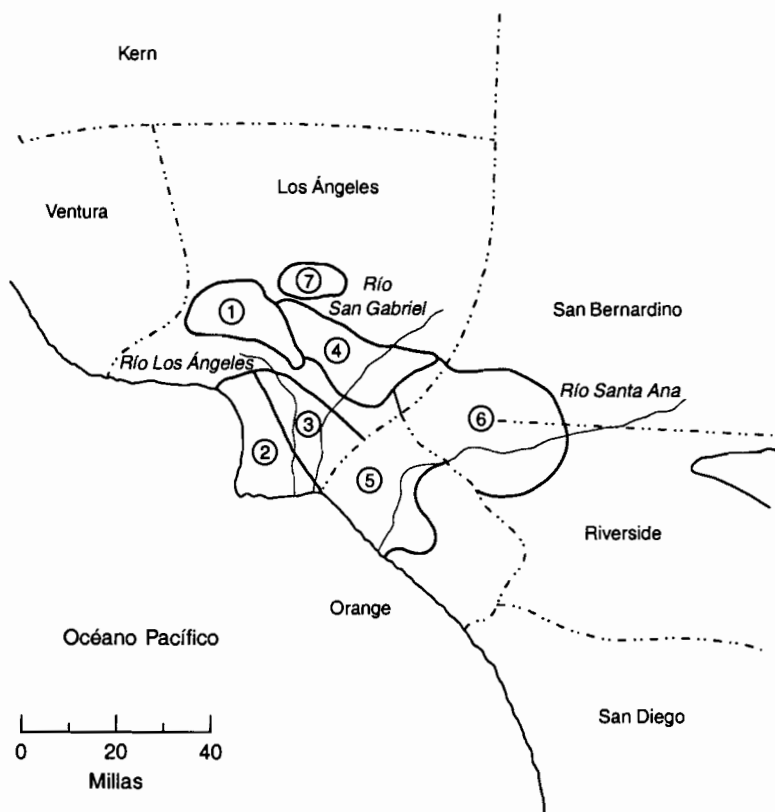 Kern
Los Ángeles
Ventura
⑦
Río
San Gabriel
①
San Bernardino
④
Río Los Ángeles
Río Santa Ana
③
⑥
②
⑤
Riverside
Orange
Océano Pacífico
San Diego
0 20 40
Millas